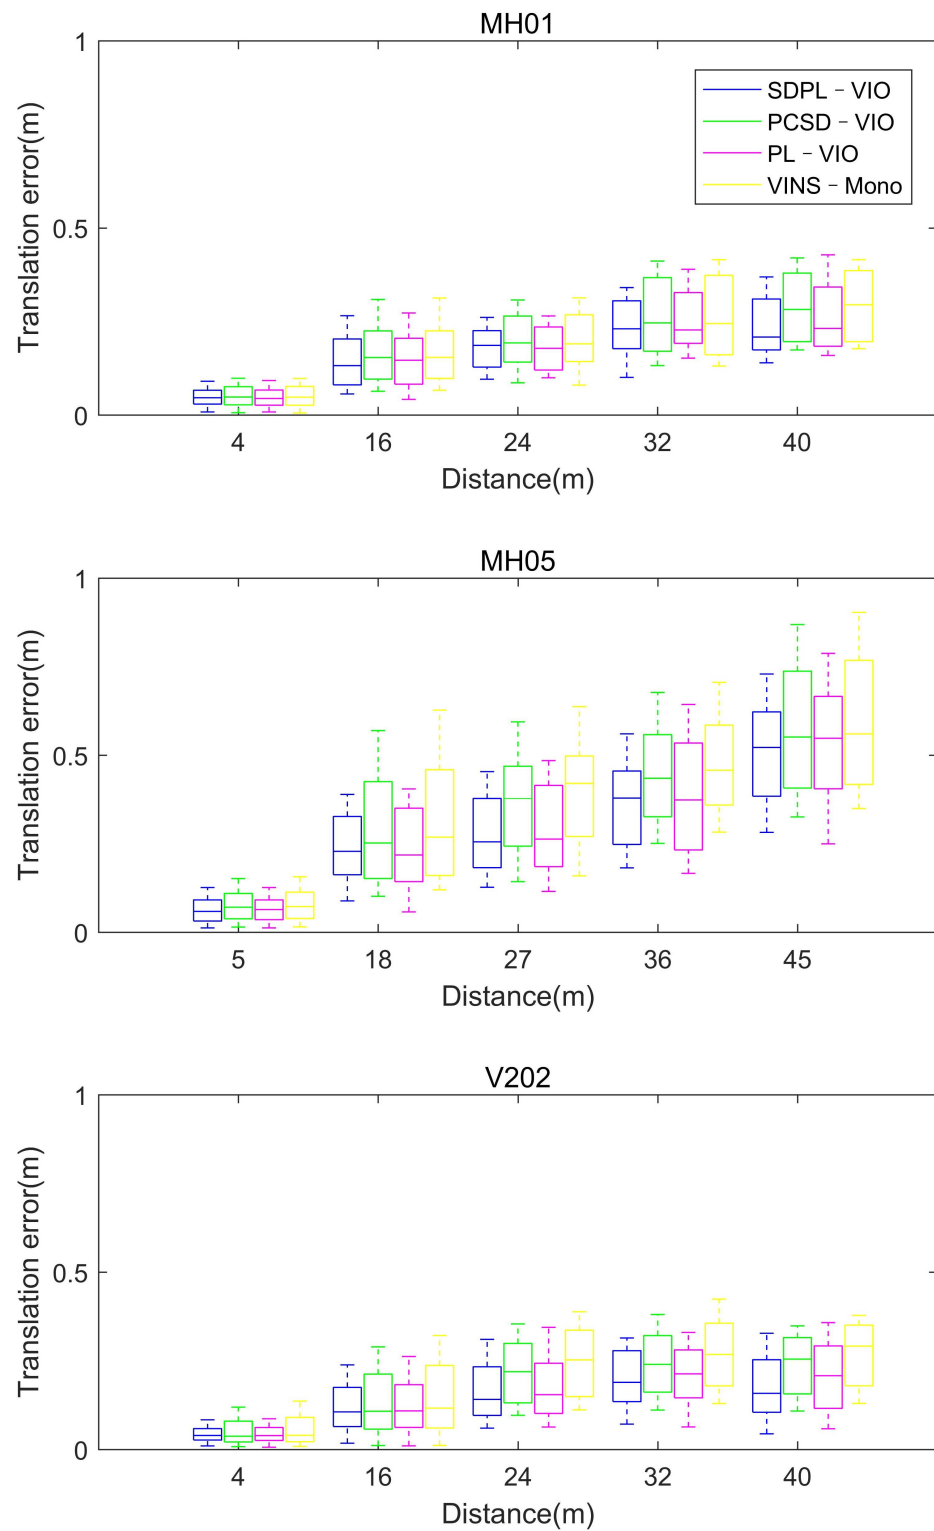 MH01
1
0.5
0
Translation error(m)
SDPL - VIO
PCSD - VIO
PL - VIO
VINS - Mono
4 16 24 32 40
Distance(m)
MH05
1
0.5
0
Translation error(m)
5 18 27 36 45
Distance(m)
V202
1
0.5
0
Translation error(m)
4 16 24 32 40
Distance(m)